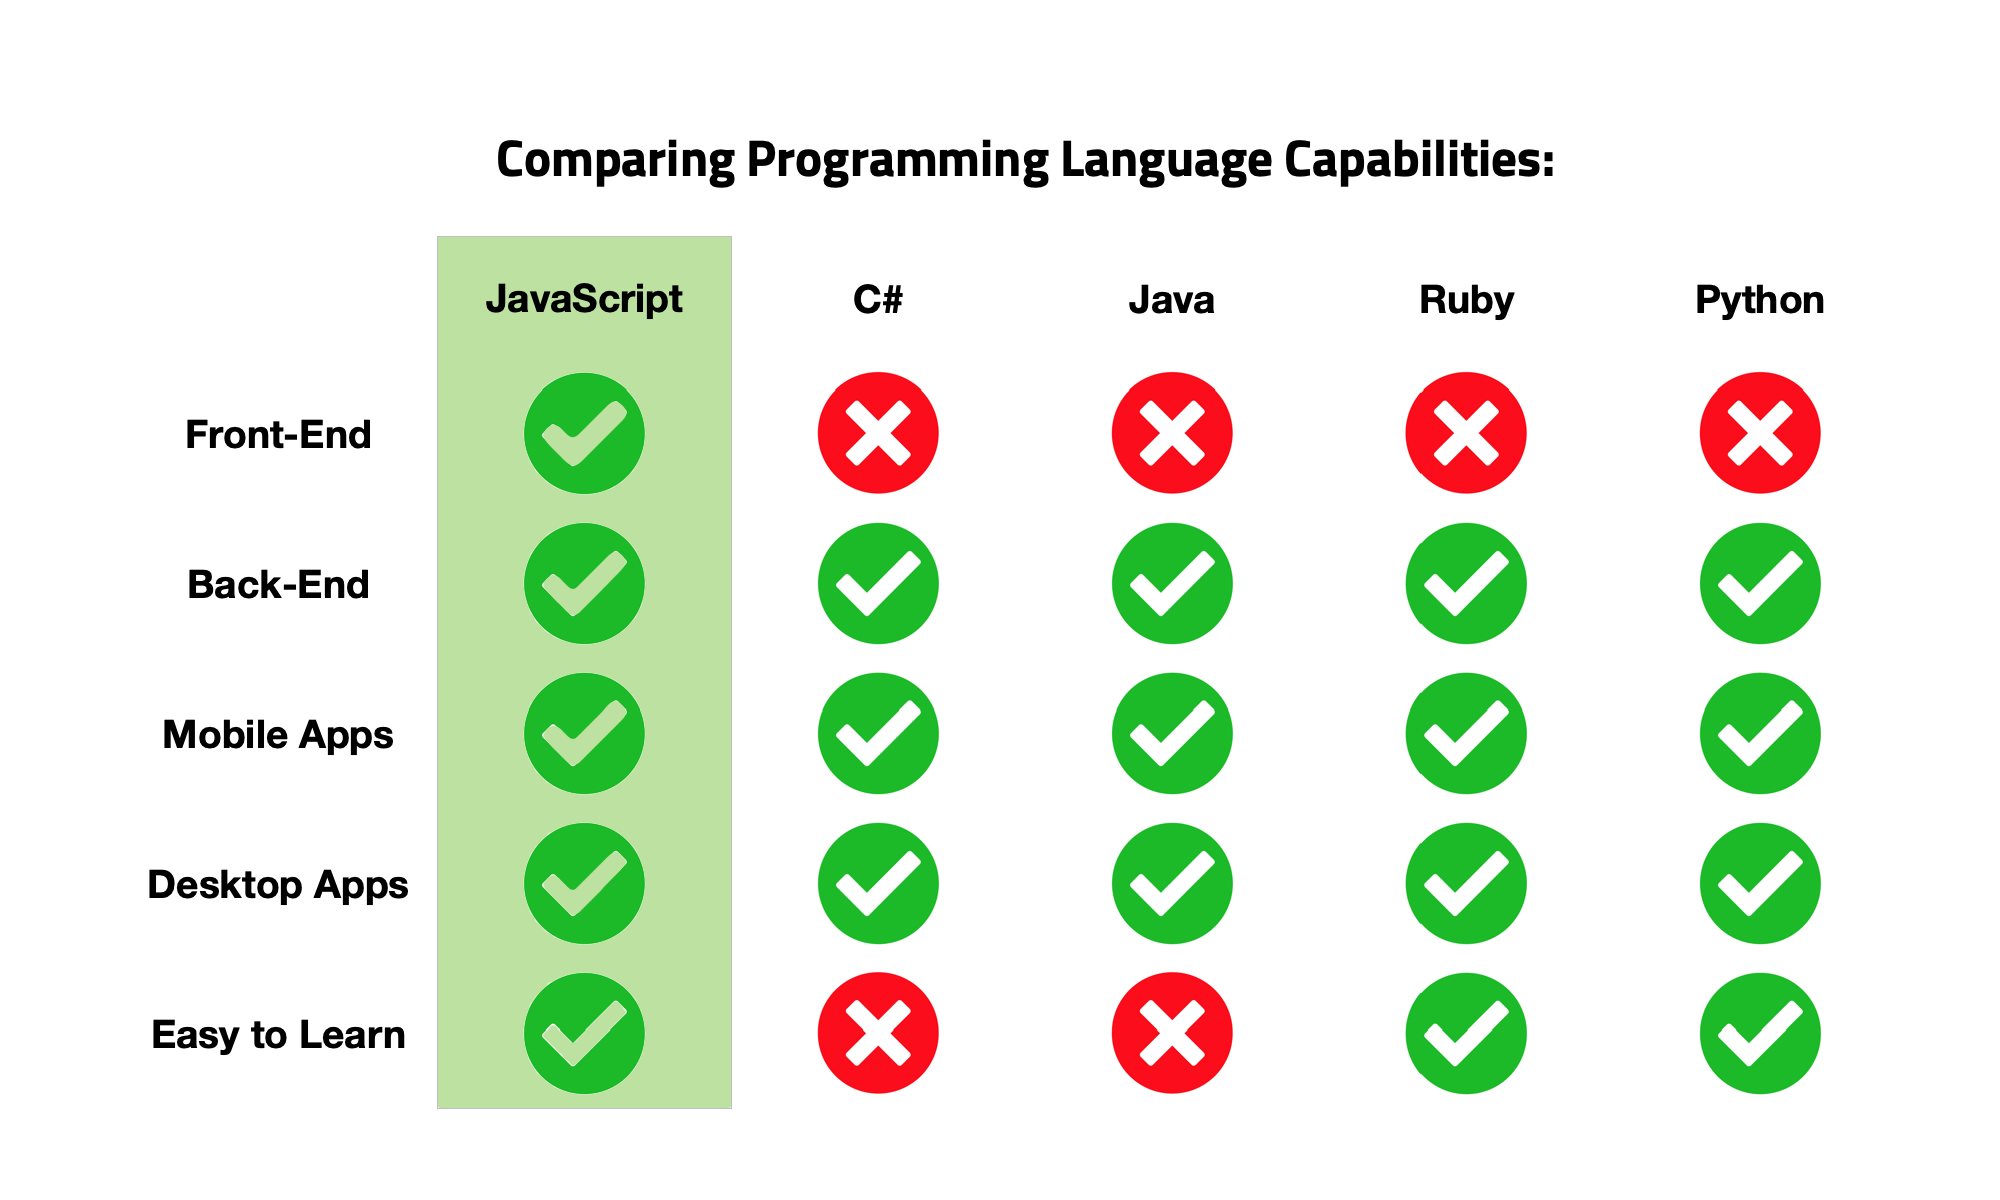 Comparing Programming Language Capabilities:
JavaScript C# Java Ruby Python
Front-End
Back-End
Mobile Apps
Desktop Apps
Easy to Learn